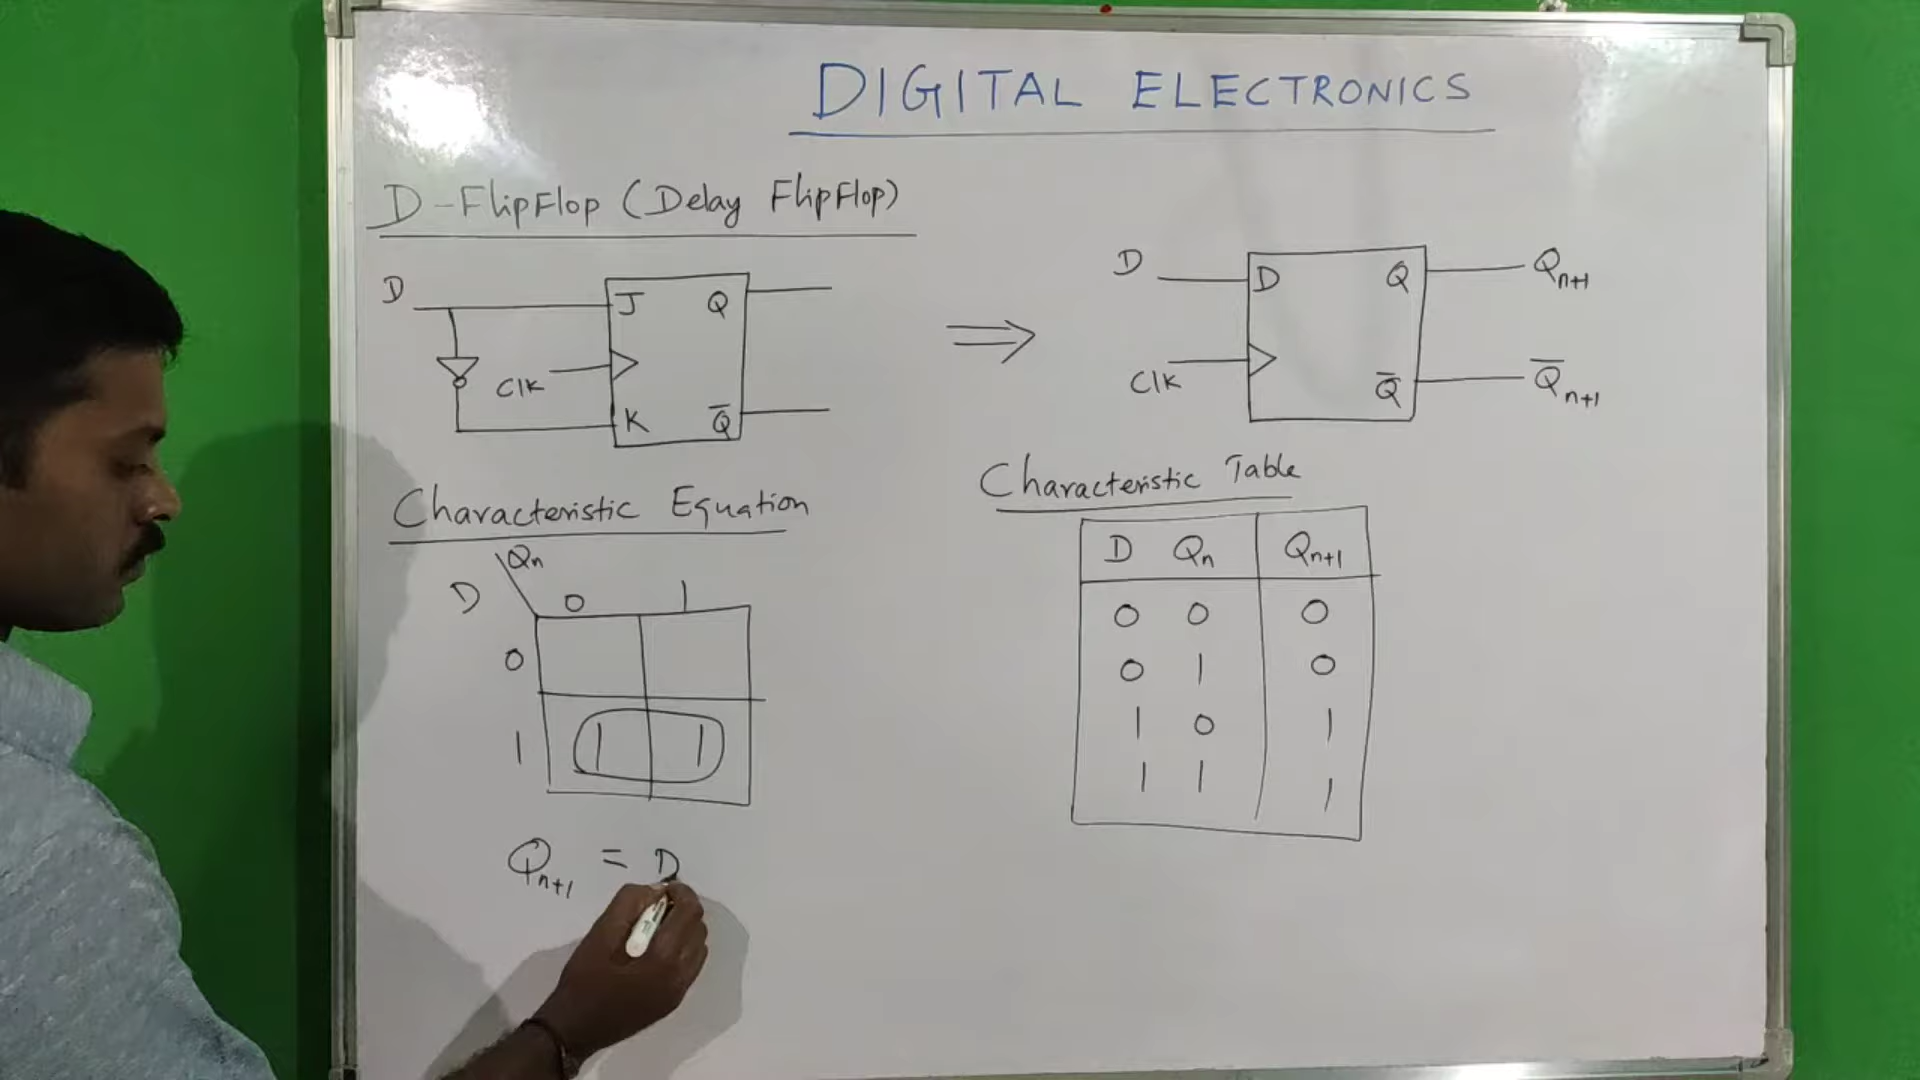 DIGITAL ELECTRONICS
D-FlipFlop (Delay FlipFlop)
D
J Q
Clk
K Q̅
⇒
D D Q Qn+1
Clk Q̅ Q̅n+1
Characteristic Equation
Qn
D 0 1
0
1 1 1
Qn+1 = D
Characteristic Table
D Qn Qn+1
0 0 0
0 1 0
1 0 1
1 1 1